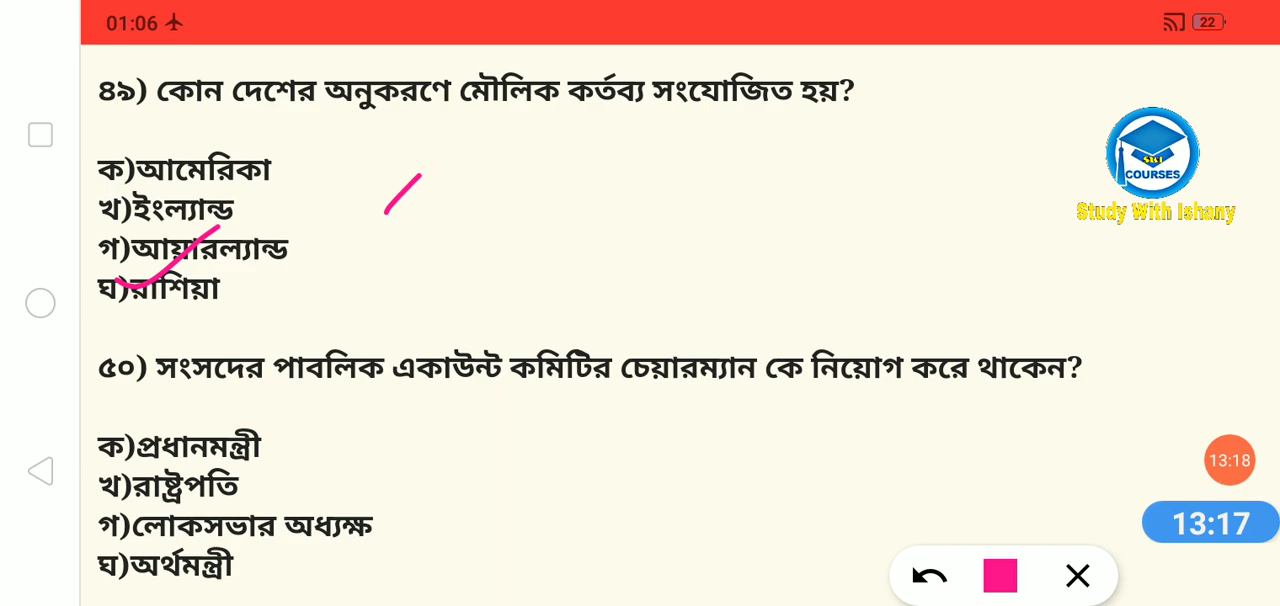 01:06
22
৪৯) কোন দেশের অনুকরণে মৌলিক কর্তব্য সংযোজিত হয়?
ক)আমেরিকা
খ)ইংল্যান্ড
গ)আয়ারল্যান্ড
ঘ)রাশিয়া
SWI
COURSES
Study With Ishany
৫০) সংসদের পাবলিক একাউন্ট কমিটির চেয়ারম্যান কে নিয়োগ করে থাকেন?
ক)প্রধানমন্ত্রী
খ)রাষ্ট্রপতি
গ)লোকসভার অধ্যক্ষ
ঘ)অর্থমন্ত্রী
13:18
13:17